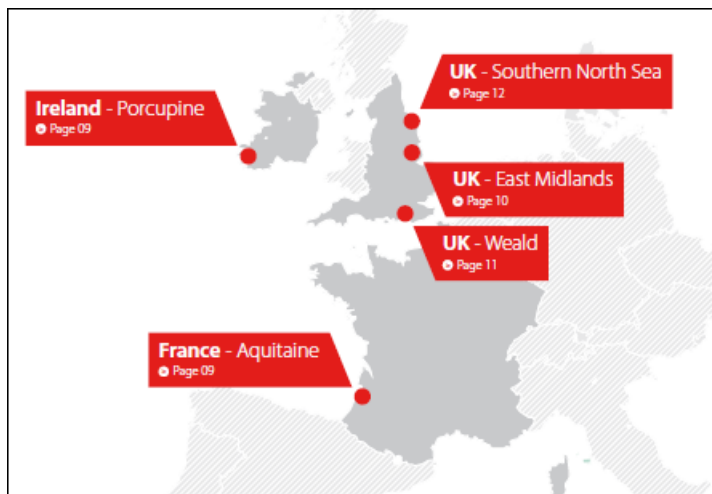 UK - Southern North Sea
Page 12
Ireland - Porcupine
Page 09
UK - East Midlands
Page 10
UK - Weald
Page 11
France - Aquitaine
Page 09